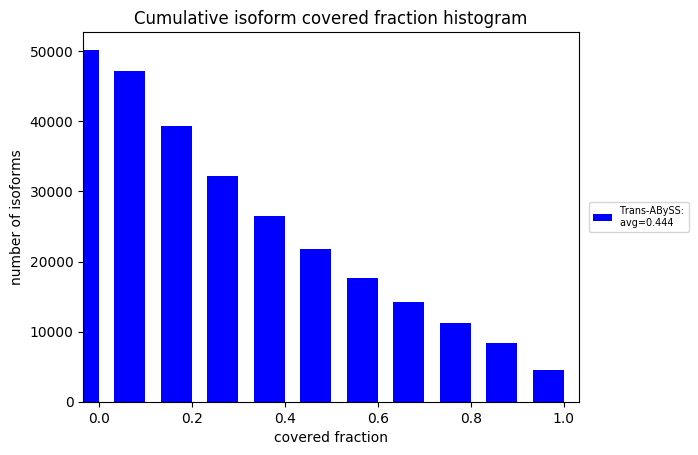 Cumulative isoform covered fraction histogram
number of isoforms
50000
40000
30000
20000
10000
0
0.0 0.2 0.4 0.6 0.8 1.0
covered fraction
Trans-ABySS:
avg=0.444